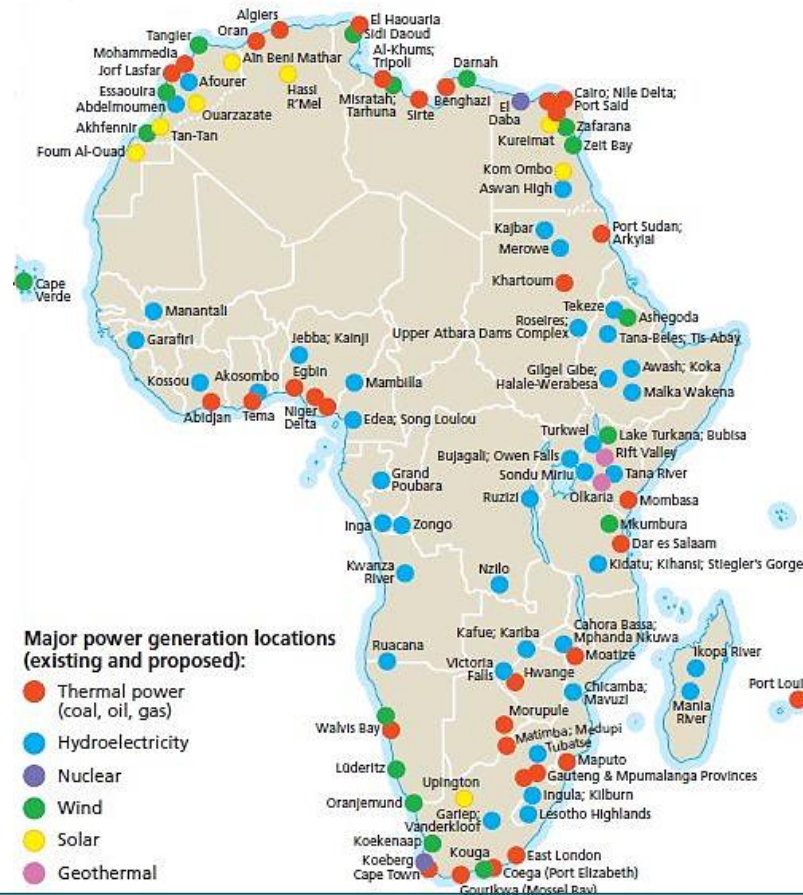 Algiers
El Haouaria
Oran
Sidi Daoud
Tangier
Al-Khums;
Tripoli
Mohammedia
Darnah
Jorf Lasfar
Aïn Beni Mathar
Afourer
Hassi
R'Mel
Essaouira
Abdelmoumen
Misratah;
Tarhuna
Benghazi
El
Daba
Cairo; Nile Delta;
Port Said
Ouarzazate
Sirte
Akhfennir
Tan-Tan
Zafarana
Kureimat
Zeit Bay
Foum Al-Ouad
Kom Ombo
Aswan High
Kajbar
Port Sudan;
Arkyiai
Merowe
Khartoum
Cape
Verde
Manantali
Tekeze
Ashegoda
Roseires;
Upper Atbara Dams Complex
Tana-Beles; Tis-Abay
Garafiri
Jebba; Kainji
Egbin
Akosombo
Kossou
Mambilla
Gilgel Gibe;
Halale-Werabesa
Awash; Koka
Malka Wakena
Abidjan
Tema
Niger
Delta
Edea; Song Loulou
Turkwel
Lake Turkana; Bubisa
Bujagali; Owen Falls
Rift Valley
Sondu Miriu
Tana River
Grand
Poubara
Ruzizi
Olkaria
Mombasa
Inga
Zongo
Mkumbura
Dar es Salaam
Kwanza
River
Nzilo
Kidatu; Kihansi; Stiegler's Gorge
Major power generation locations
(existing and proposed):
Thermal power
(coal, oil, gas)
Hydroelectricity
Nuclear
Wind
Solar
Geothermal
Kafue; Kariba
Cahora Bassa;
Mphanda Nkuwa
Moatize
Ruacana
Victoria
Falls
Hwange
Ikopa River
Chicamba;
Mavuzi
Mania
River
Port Loui
Morupule
Walvis Bay
Matimba; Medupi
Tubatse
Maputo
Lüderitz
Gauteng & Mpumalanga Provinces
Upington
Oranjemund
Ingula; Kilburn
Gariep;
Vanderkloof
Lesotho Highlands
Koekenaap
Kouga
East London
Koeberg
Cape Town
Coega (Port Elizabeth)
Gourikwa (Mossel Bay)